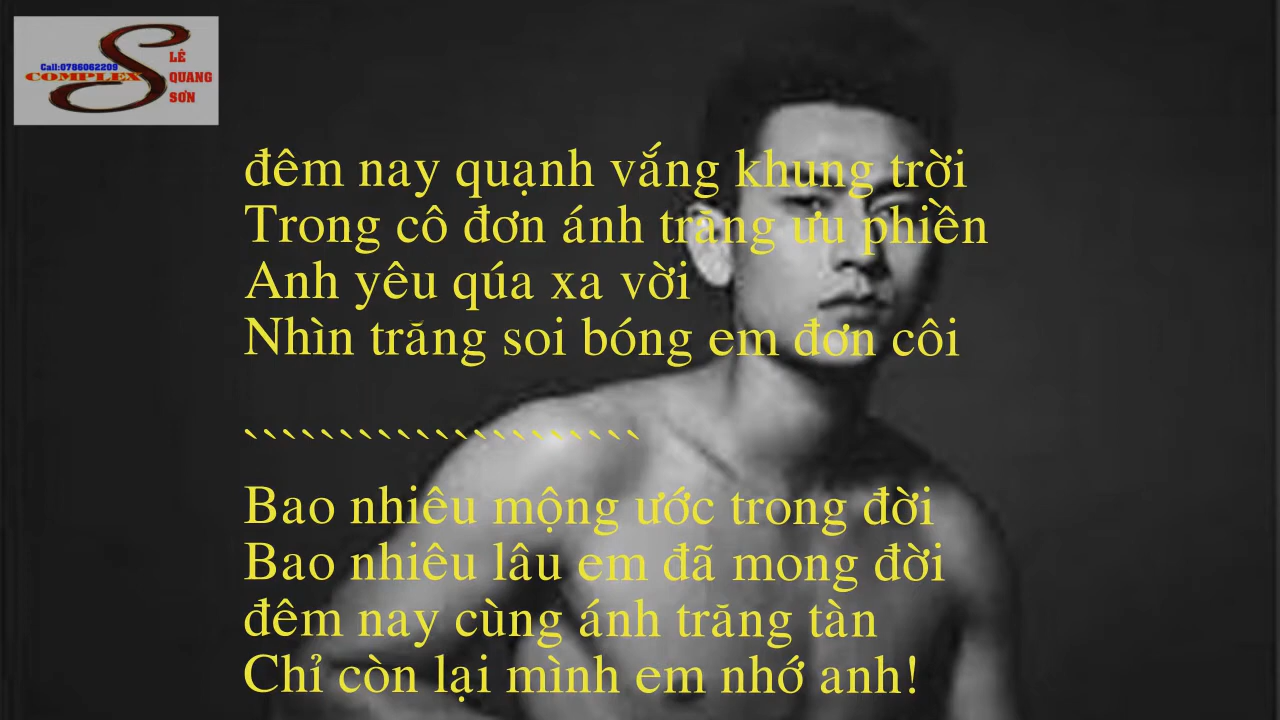 Call:0786062209
COMPLEX
S
LÊ
QUANG
SƠN
đêm nay quạnh vắng khung trời
Trong cô đơn ánh trăng ưu phiền
Anh yêu qúa xa vời
Nhìn trăng soi bóng em đơn côi
`````````````````````
Bao nhiêu mộng ước trong đời
Bao nhiêu lâu em đã mong đời
đêm nay cùng ánh trăng tàn
Chỉ còn lại mình em nhớ anh!